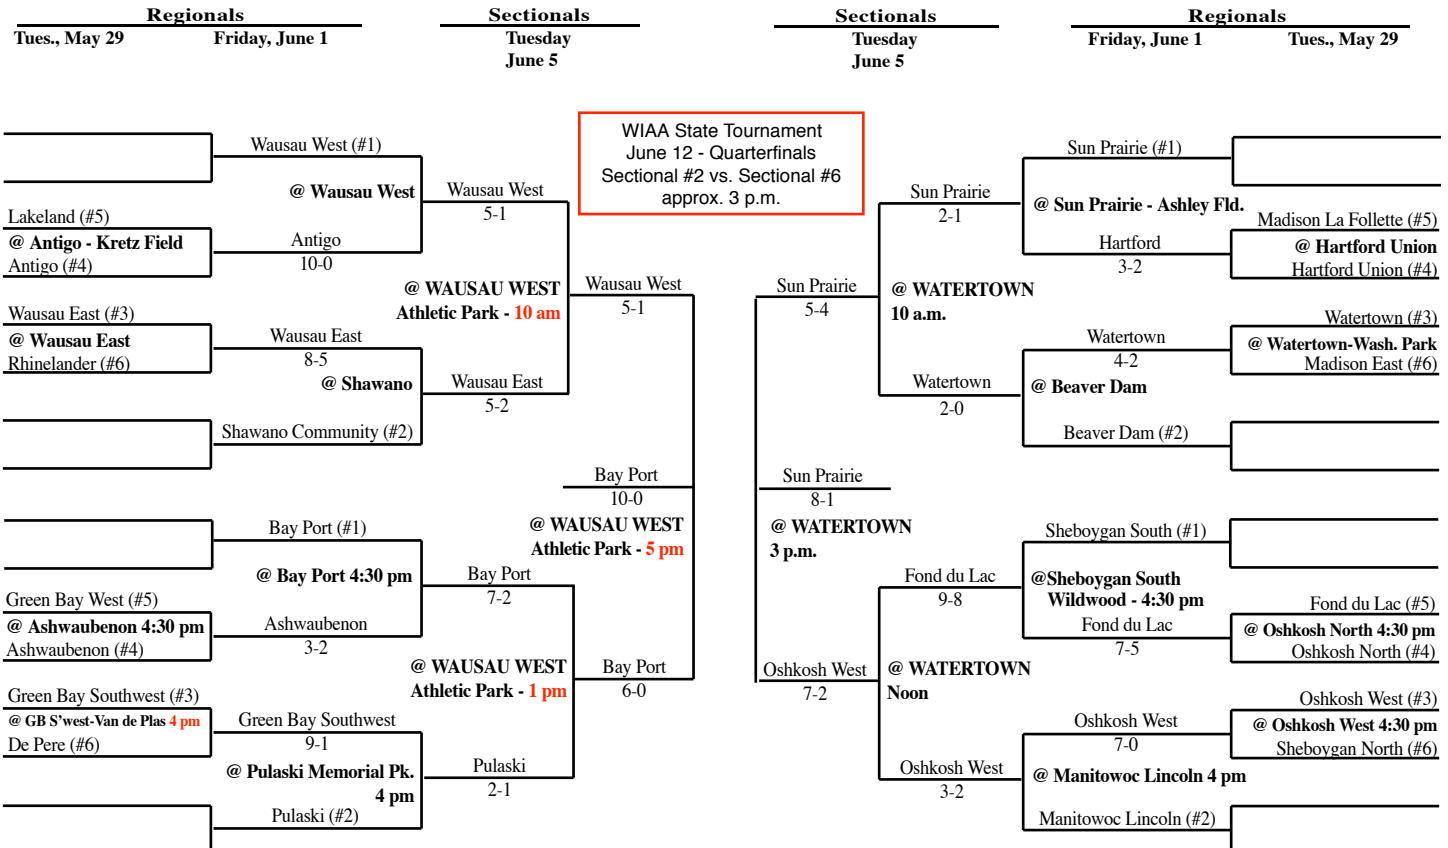 Regionals
Tues., May 29 Friday, June 1
Sectionals
Tuesday
June 5
Sectionals
Tuesday
June 5
Regionals
Friday, June 1 Tues., May 29
WIAA State Tournament
June 12 - Quarterfinals
Sectional #2 vs. Sectional #6
approx. 3 p.m.
Lakeland (#5)
@ Antigo - Kretz Field
Antigo (#4)
Wausau East (#3)
@ Wausau East
Rhinelander (#6)
Green Bay West (#5)
@ Ashwaubenon 4:30 pm
Ashwaubenon (#4)
Green Bay Southwest (#3)
@ GB S'west-Van de Plas 4 pm
De Pere (#6)
Wausau West (#1)
@ Wausau West
Antigo
10-0
Wausau East
8-5
@ Shawano
Shawano Community (#2)
Bay Port (#1)
@ Bay Port 4:30 pm
Ashwaubenon
3-2
Green Bay Southwest
9-1
@ Pulaski Memorial Pk.
4 pm
Pulaski (#2)
Wausau West
5-1
@ WAUSAU WEST
Athletic Park - 10 am
Wausau East
5-2
Bay Port
7-2
@ WAUSAU WEST
Athletic Park - 1 pm
Pulaski
2-1
Wausau West
5-1
Bay Port
10-0
@ WAUSAU WEST
Athletic Park - 5 pm
Bay Port
6-0
Sun Prairie
5-4
Sun Prairie
8-1
@ WATERTOWN
3 p.m.
Oshkosh West
7-2
Sun Prairie
2-1
@ WATERTOWN
10 a.m.
Watertown
2-0
Fond du Lac
9-8
@ WATERTOWN
Noon
Oshkosh West
3-2
Sun Prairie (#1)
@ Sun Prairie - Ashley Fld.
Hartford
3-2
Watertown
4-2
@ Beaver Dam
Beaver Dam (#2)
Sheboygan South (#1)
@Sheboygan South
Wildwood - 4:30 pm
Fond du Lac
7-5
Oshkosh West
7-0
@ Manitowoc Lincoln 4 pm
Manitowoc Lincoln (#2)
Madison La Follette (#5)
@ Hartford Union
Hartford Union (#4)
Watertown (#3)
@ Watertown-Wash. Park
Madison East (#6)
Fond du Lac (#5)
@ Oshkosh North 4:30 pm
Oshkosh North (#4)
Oshkosh West (#3)
@ Oshkosh West 4:30 pm
Sheboygan North (#6)